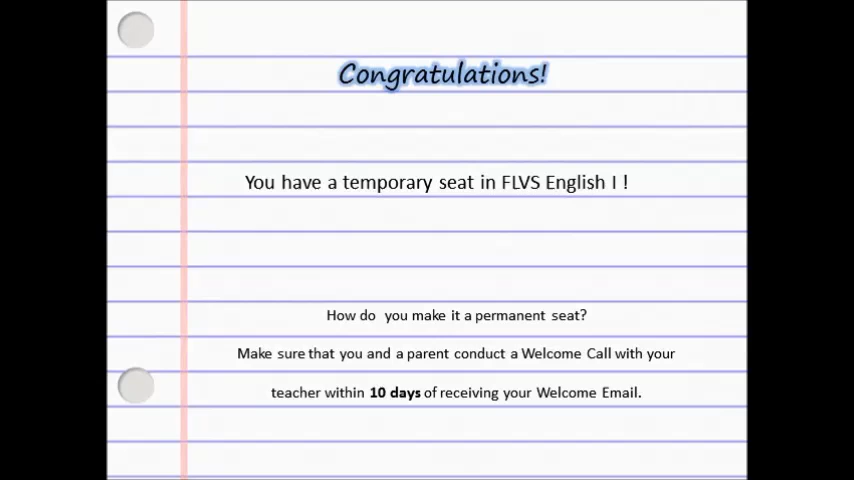 Congratulations!
You have a temporary seat in FLVS English I !
How do you make it a permanent seat?
Make sure that you and a parent conduct a Welcome Call with your
teacher within 10 days of receiving your Welcome Email.